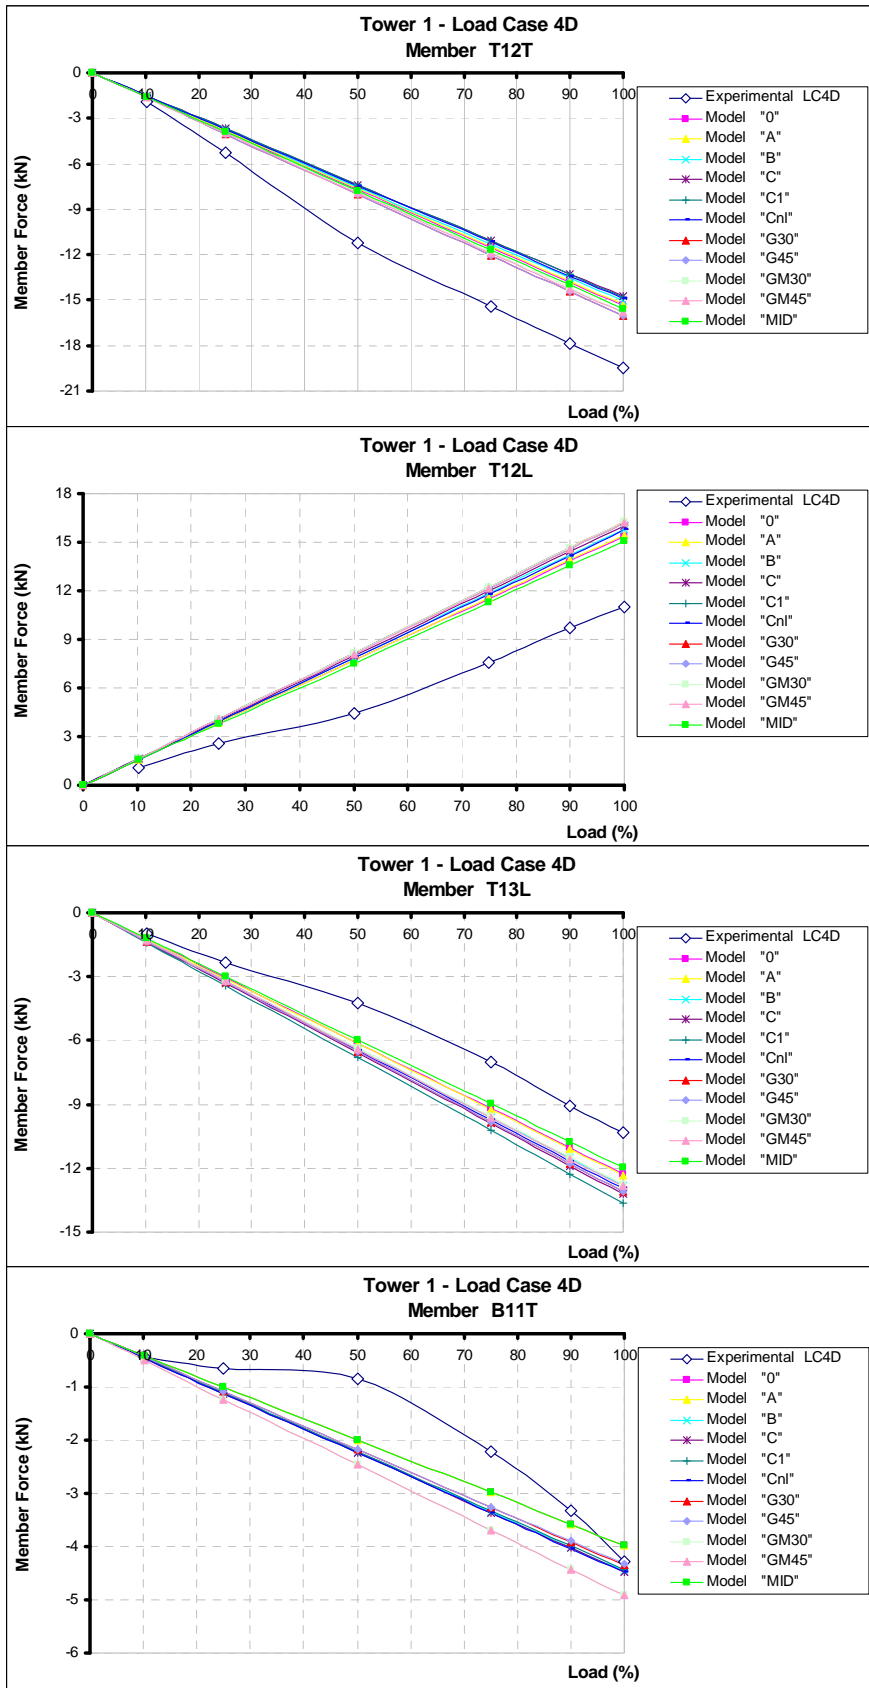 Tower 1 - Load Case 4D
Member T12T
0
0 10 20 30 40 50 60 70 80 90 100
-3
-6
-9
-12
-15
-18
-21
Member Force (kN)
Load (%)
Experimental LC4D
Model "0"
Model "A"
Model "B"
Model "C"
Model "C1"
Model "Cnl"
Model "G30"
Model "G45"
Model "GM30"
Model "GM45"
Model "MID"
Tower 1 - Load Case 4D
Member T12L
18
15
12
9
6
3
0
0 10 20 30 40 50 60 70 80 90 100
Member Force (kN)
Load (%)
Experimental LC4D
Model "0"
Model "A"
Model "B"
Model "C"
Model "C1"
Model "Cnl"
Model "G30"
Model "G45"
Model "GM30"
Model "GM45"
Model "MID"
Tower 1 - Load Case 4D
Member T13L
0
0 10 20 30 40 50 60 70 80 90 100
-3
-6
-9
-12
-15
Member Force (kN)
Load (%)
Experimental LC4D
Model "0"
Model "A"
Model "B"
Model "C"
Model "C1"
Model "Cnl"
Model "G30"
Model "G45"
Model "GM30"
Model "GM45"
Model "MID"
Tower 1 - Load Case 4D
Member B11T
0
0 10 20 30 40 50 60 70 80 90 100
-1
-2
-3
-4
-5
-6
Member Force (kN)
Load (%)
Experimental LC4D
Model "0"
Model "A"
Model "B"
Model "C"
Model "C1"
Model "Cnl"
Model "G30"
Model "G45"
Model "GM30"
Model "GM45"
Model "MID"